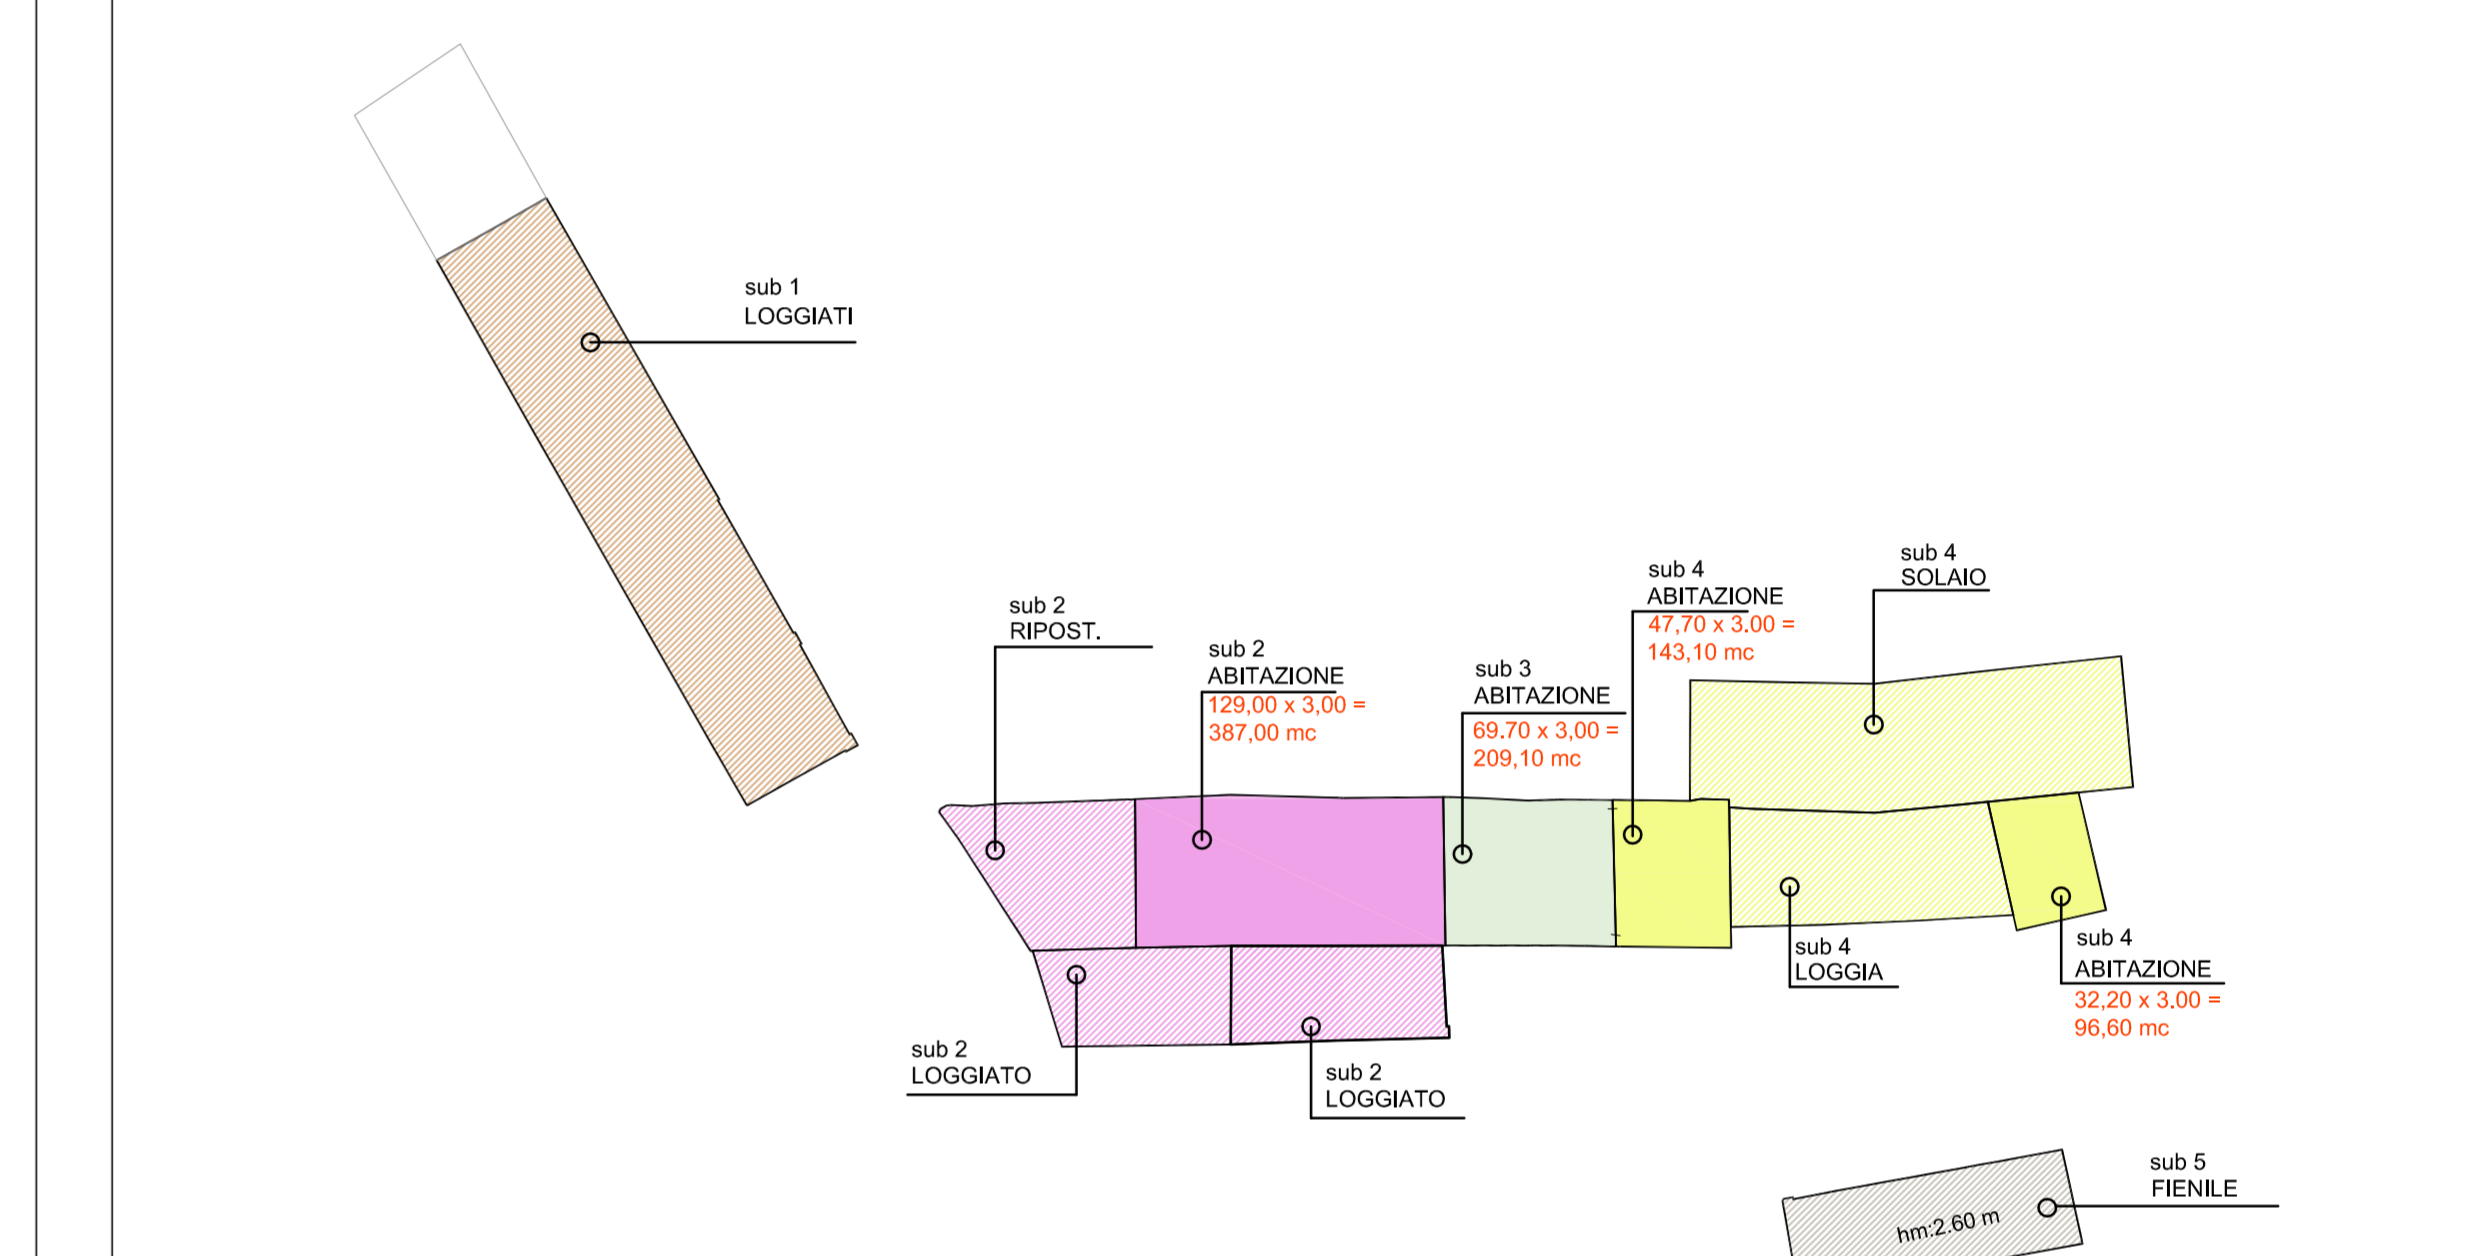 sub 1
LOGGIATI
sub 4
SOLAIO
sub 4
ABITAZIONE
47,70 x 3.00 =
143,10 mc
sub 2
RIPOST.
sub 2
ABITAZIONE
129,00 x 3,00 =
387,00 mc
sub 3
ABITAZIONE
69.70 x 3,00 =
209,10 mc
sub 4
LOGGIA
sub 4
ABITAZIONE
32,20 x 3.00 =
96,60 mc
sub 2
LOGGIATO
sub 2
LOGGIATO
sub 5
FIENILE
hm:2.60 m